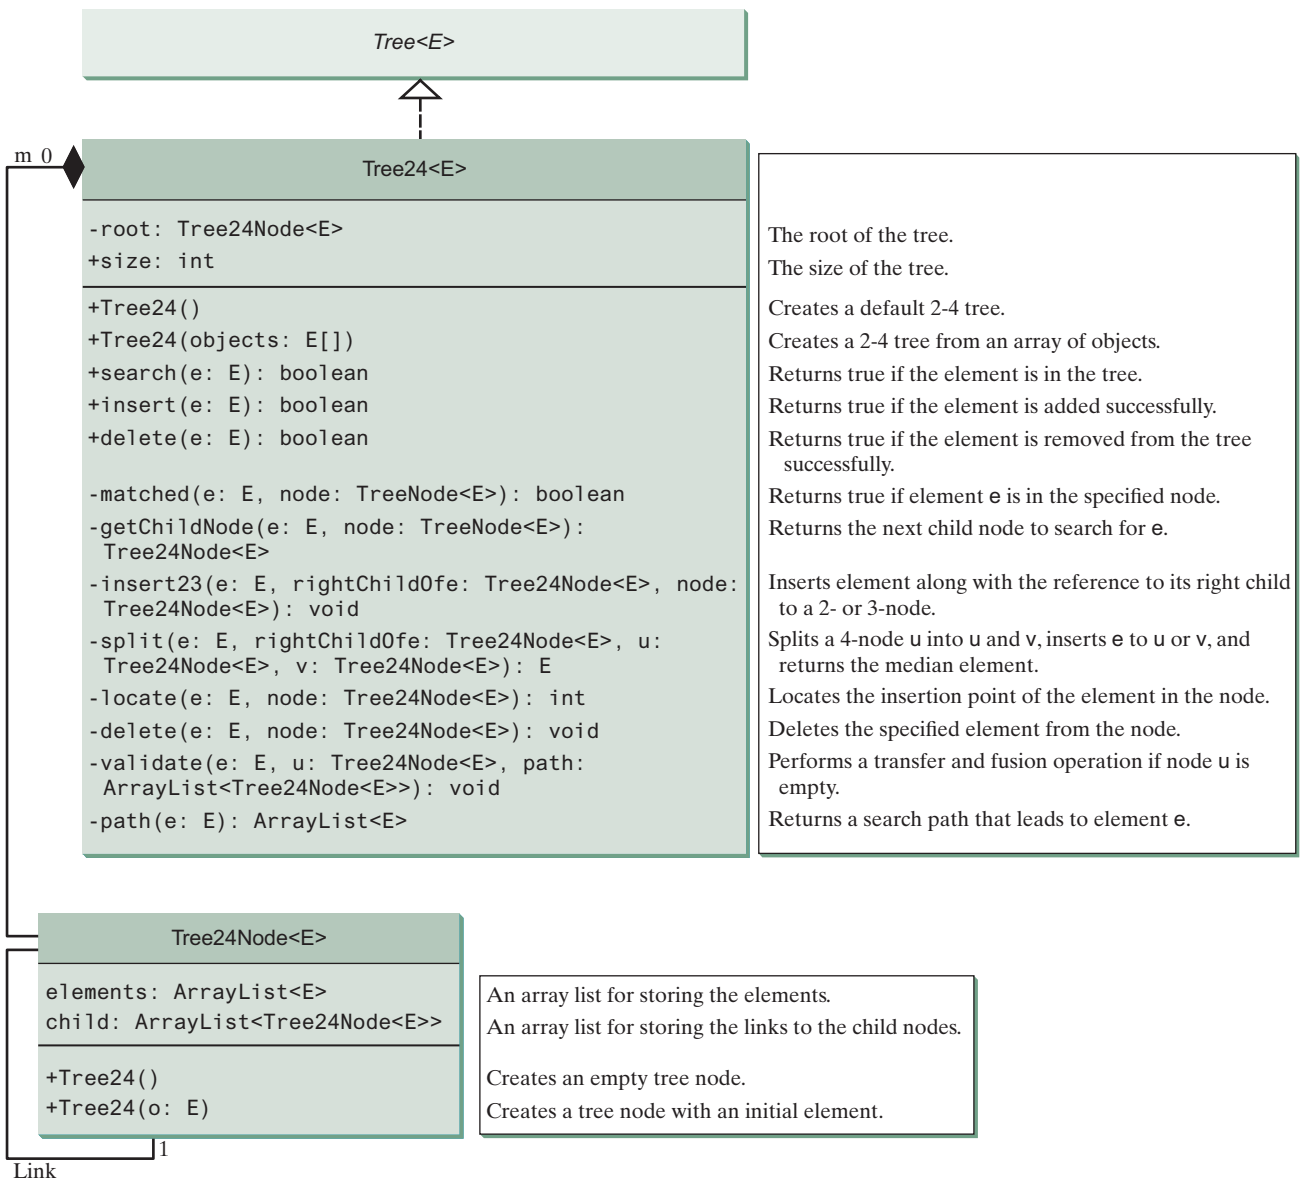 Tree<E>
m 0
Tree24<E>
-root: Tree24Node<E>
The root of the tree.
+size: int
The size of the tree.
+Tree24()
Creates a default 2-4 tree.
+Tree24(objects: E[])
Creates a 2-4 tree from an array of objects.
+search(e: E): boolean
Returns true if the element is in the tree.
+insert(e: E): boolean
Returns true if the element is added successfully.
+delete(e: E): boolean
Returns true if the element is removed from the tree
successfully.
-matched(e: E, node: TreeNode<E>): boolean
Returns true if element e is in the specified node.
-getChildNode(e: E, node: TreeNode<E>):
Tree24Node<E>
Returns the next child node to search for e.
-insert23(e: E, rightChildOfe: Tree24Node<E>, node:
Tree24Node<E>): void
Inserts element along with the reference to its right child
to a 2- or 3-node.
-split(e: E, rightChildOfe: Tree24Node<E>, u:
Tree24Node<E>, v: Tree24Node<E>): E
Splits a 4-node u into u and v, inserts e to u or v, and
returns the median element.
-locate(e: E, node: Tree24Node<E>): int
Locates the insertion point of the element in the node.
-delete(e: E, node: Tree24Node<E>): void
Deletes the specified element from the node.
-validate(e: E, u: Tree24Node<E>, path:
ArrayList<Tree24Node<E>>): void
Performs a transfer and fusion operation if node u is
empty.
-path(e: E): ArrayList<E>
Returns a search path that leads to element e.
Tree24Node<E>
elements: ArrayList<E>
An array list for storing the elements.
child: ArrayList<Tree24Node<E>>
An array list for storing the links to the child nodes.
+Tree24()
Creates an empty tree node.
+Tree24(o: E)
Creates a tree node with an initial element.
1
Link